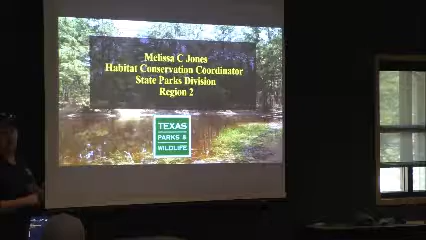 Melissa C Jones
Habitat Conservation Coordinator
State Parks Division
Region 2
TEXAS
PARKS &
WILDLIFE